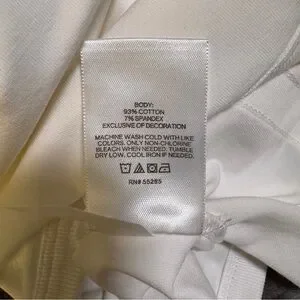 BODY:
93% COTTON
7% SPANDEX
EXCLUSIVE OF DECORATION
MACHINE WASH COLD WITH LIKE
COLORS. ONLY NON-CHLORINE
BLEACH WHEN NEEDED. TUMBLE
DRY LOW. COOL IRON IF NEEDED.
RN# 55285